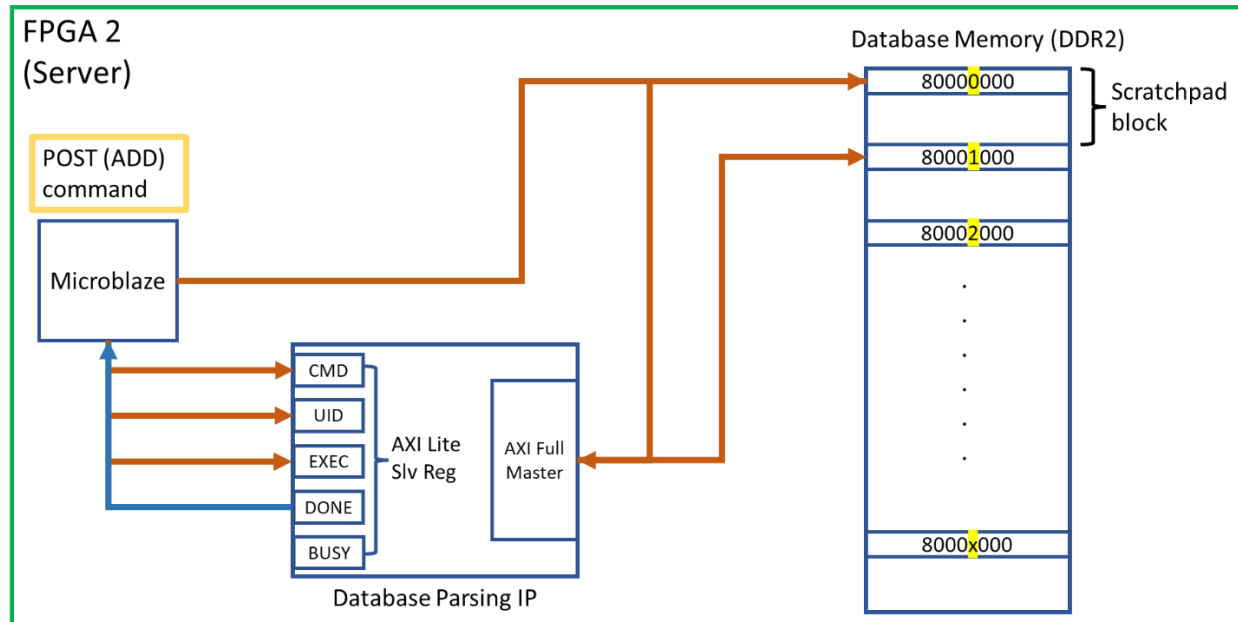 FPGA 2
(Server)
POST (ADD)
command
Microblaze
CMD
UID
EXEC
DONE
BUSY
AXI Lite
Slv Reg
AXI Full
Master
Database Parsing IP
Database Memory (DDR2)
80000000
80001000
80002000
.
.
.
.
.
.
8000x000
Scratchpad
block